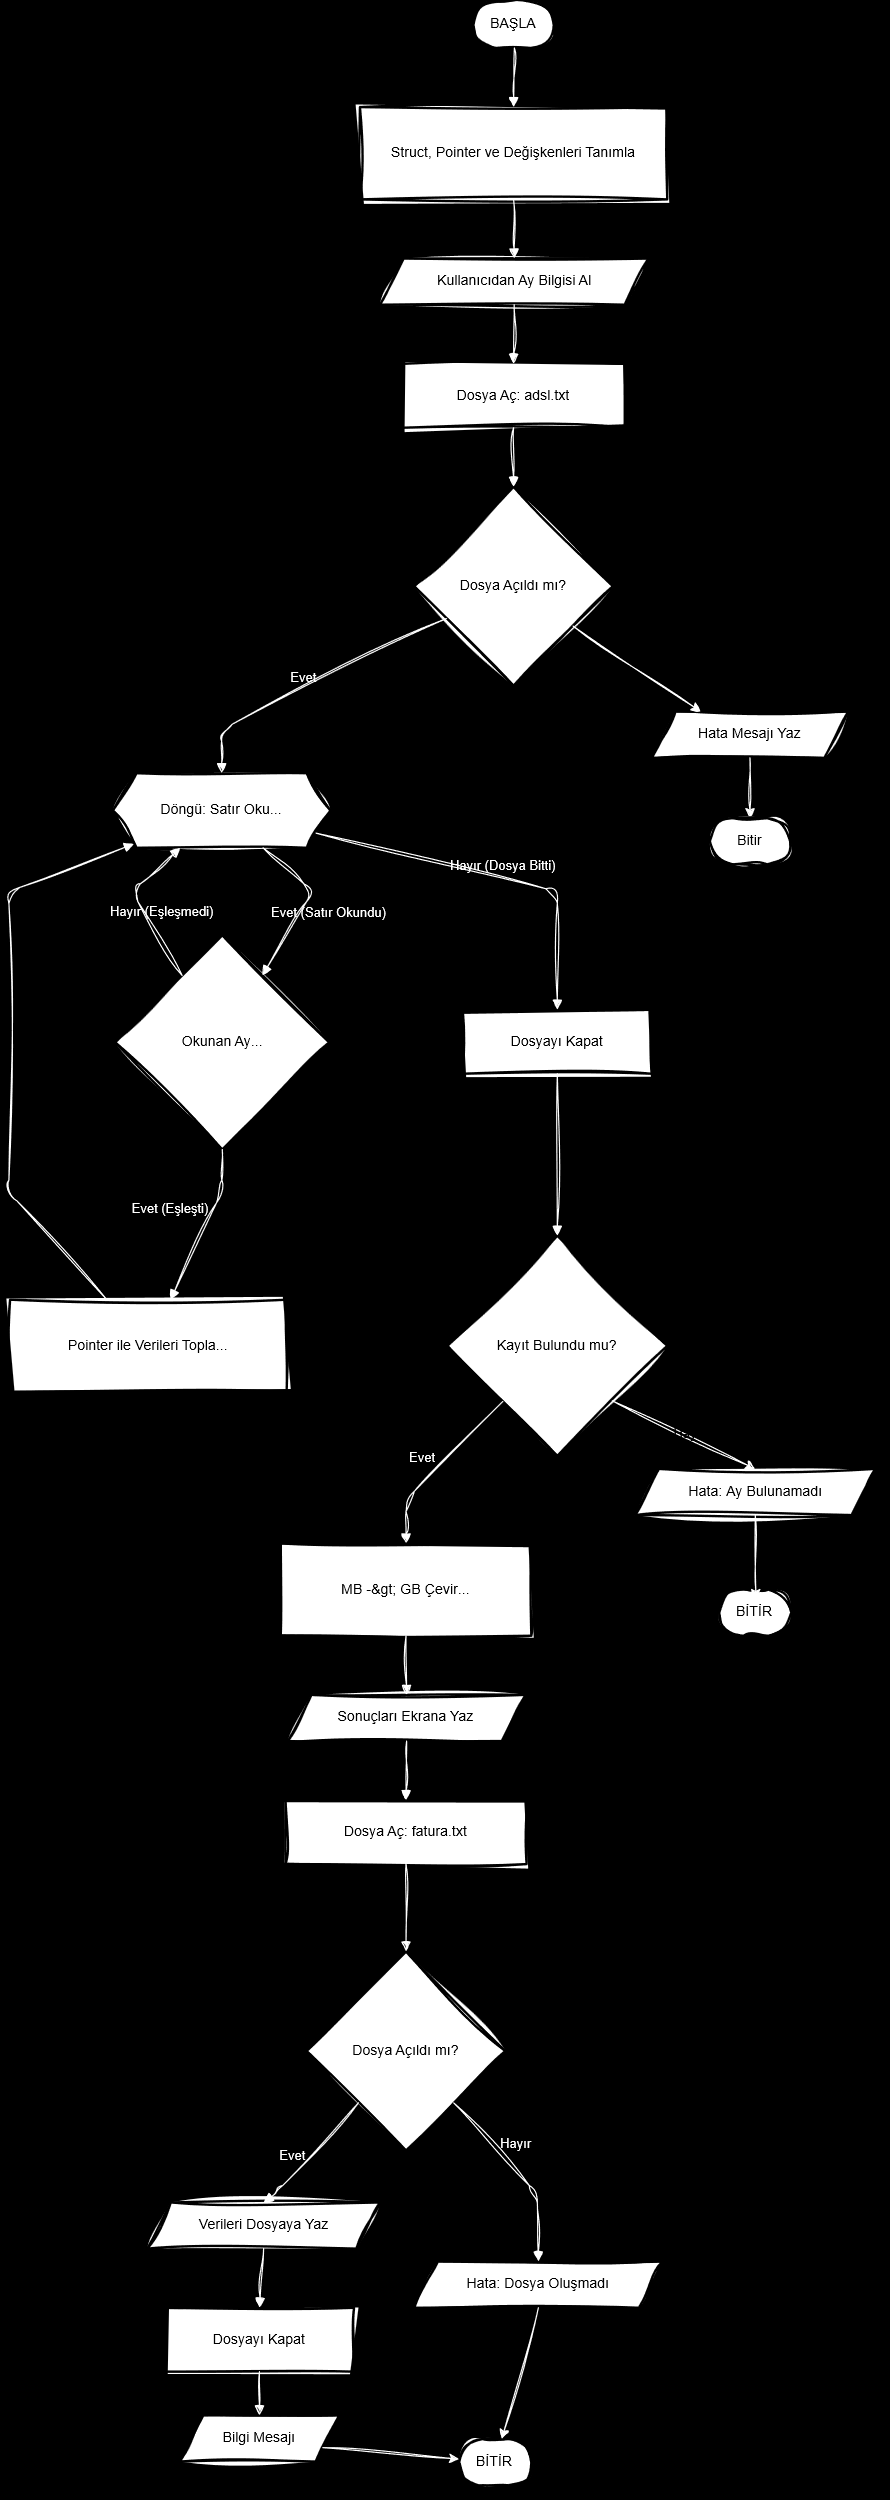 BAŞLA
Struct, Pointer ve Değişkenleri Tanımla
Kullanıcıdan Ay Bilgisi Al
Dosya Aç: adsl.txt
Dosya Açıldı mı?
Evet
Hata Mesajı Yaz
Döngü: Satır Oku...
Bitir
Hayır (Dosya Bitti)
Hayır (Eşleşmedi)
Evet (Satır Okundu)
Okunan Ay...
Dosyayı Kapat
Evet (Eşleşti)
Pointer ile Verileri Topla...
Kayıt Bulundu mu?
Evet
Hata: Ay Bulunamadı
MB -&gt; GB Çevir...
BİTİR
Sonuçları Ekrana Yaz
Dosya Aç: fatura.txt
Dosya Açıldı mı?
Evet
Hayır
Verileri Dosyaya Yaz
Hata: Dosya Oluşmadı
Dosyayı Kapat
Bilgi Mesajı
BİTİR